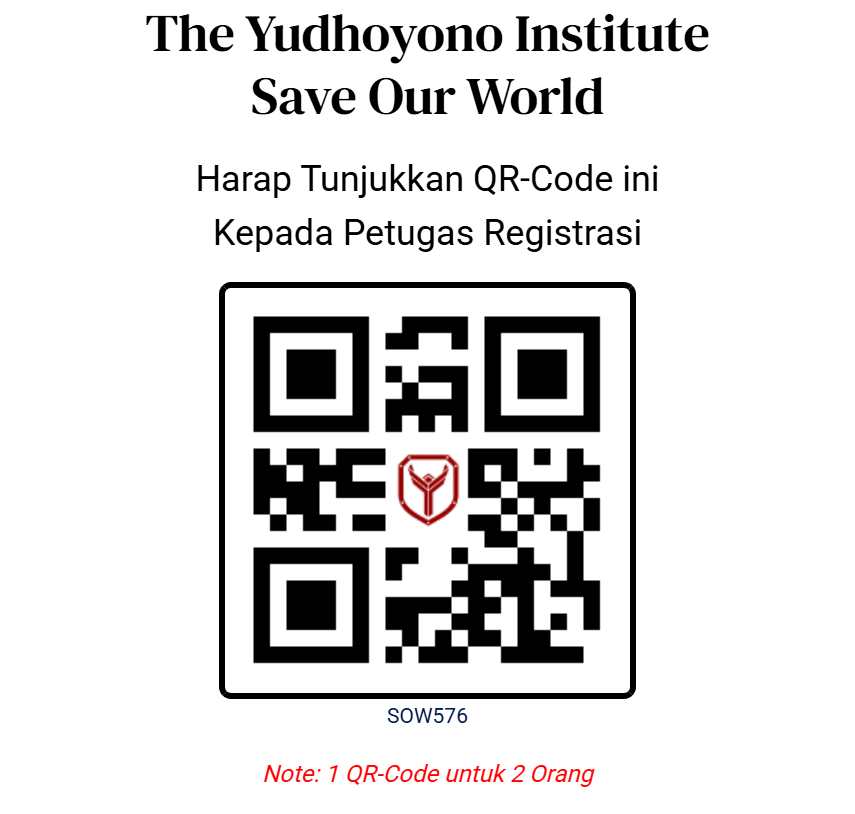 The Yudhoyono Institute
Save Our World
Harap Tunjukkan QR-Code ini
Kepada Petugas Registrasi
SOW576
Note: 1 QR-Code untuk 2 Orang